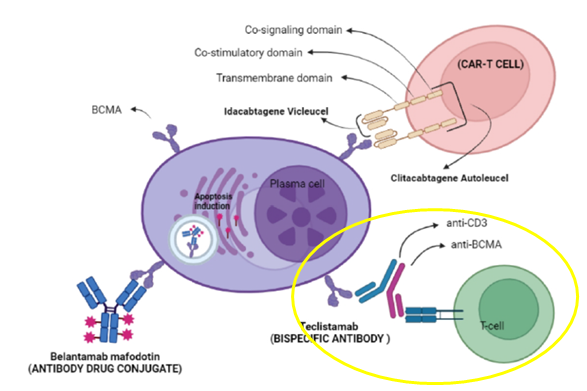 Co-signaling domain
Co-stimulatory domain
Transmembrane domain
(CAR-T CELL)
BCMA
Idacabtagene Vicleucel
Clitacabtagene Autoleucel
Plasma cell
Apoptosis
induction
anti-CD3
anti-BCMA
Teclistamab
(BISPECIFIC ANTIBODY )
T-cell
Belantamab mafodotin
(ANTIBODY DRUG CONJUGATE)